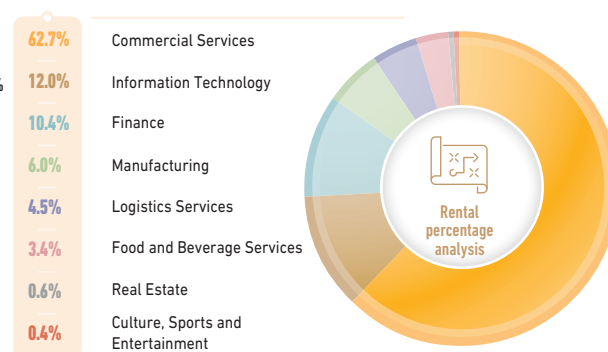 62.7% Commercial Services
% 12.0% Information Technology
10.4% Finance
6.0% Manufacturing
4.5% Logistics Services
3.4% Food and Beverage Services
0.6% Real Estate
0.4% Culture, Sports and
Entertainment
Rental
percentage
analysis